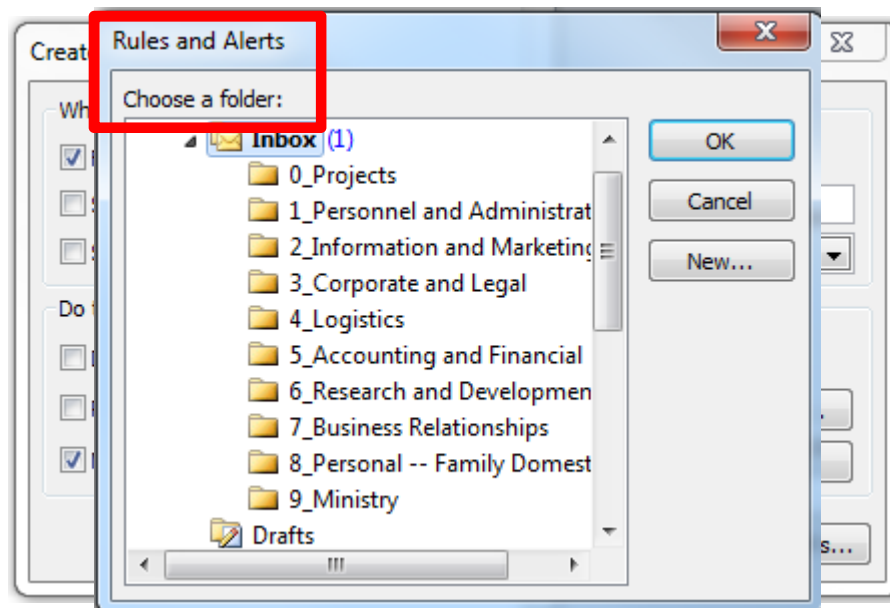 Rules and Alerts
Choose a folder:
Inbox (1)
0_Projects
1_Personnel and Administrat
2_Information and Marketing
3_Corporate and Legal
4_Logistics
5_Accounting and Financial
6_Research and Developmen
7_Business Relationships
8_Personal -- Family Domest
9_Ministry
Drafts
OK
Cancel
New...
Creat
Wh
Do
s...